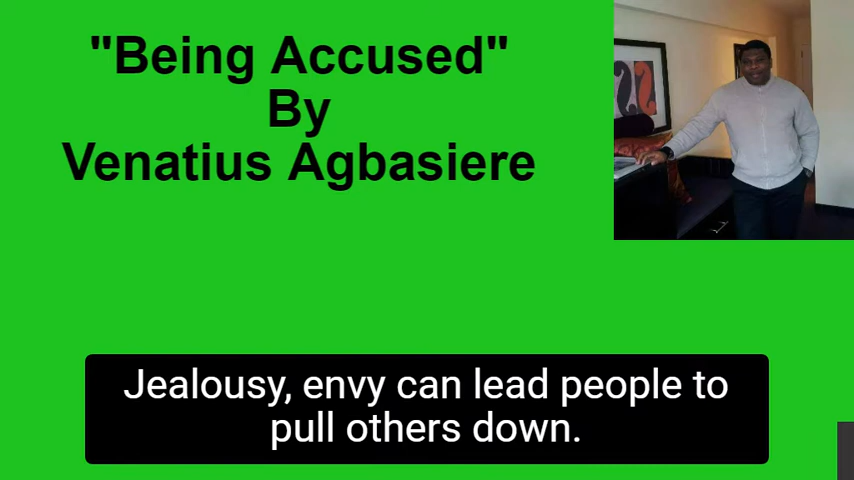 "Being Accused"
By
Venatius Agbasiere
Jealousy, envy can lead people to
pull others down.